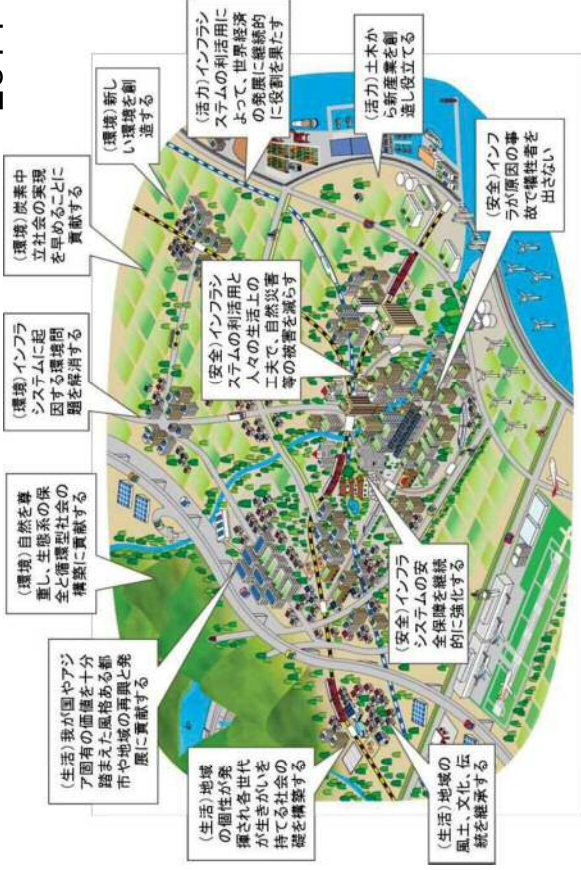 (生活)我が国やアジ
ア固有の価値を十分
踏まえた風格ある都
市や地域の再興と発
展に貢献する
(環境)自然を尊
重し、生態系の保
全と循環型社会の
構築に貢献する
(環境)インフラ
システムに起
因する環境問
題を解消する
(環境)炭素中
立社会の実現
を早めることに
貢献する
(環境)新し
い環境を創
造する
(活力)インフラシ
ステムの利活用に
よって、世界経済
の発展に継続的
に役割を果たす
(生活)地域
の個性が発
揮され各世代
が生きがいを
持てる社会の
礎を構築する
(安全)インフラシ
ステムの利活用と
人々の生活上の
工夫で、自然災害
等の被害を減らす
(活力)土木か
ら新産業を創
造し役立てる
(生活)地域の
風土、文化、伝
統を継承する
(安全)インフラ
システムの安
全保障を継続
的に強化する
(安全)インフ
ラが原因の事
故で犠牲者を
出さない